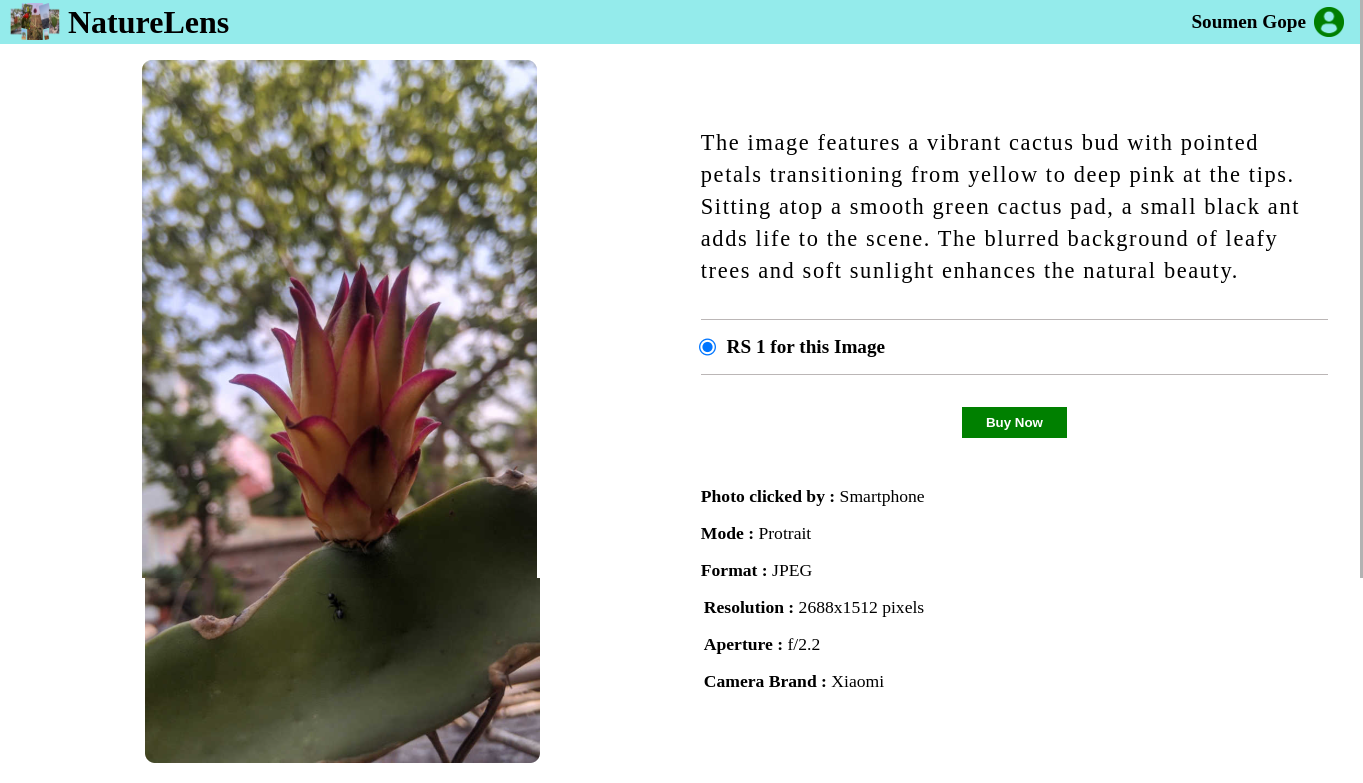 NatureLens
Soumen Gope
The image features a vibrant cactus bud with pointed
petals transitioning from yellow to deep pink at the tips.
Sitting atop a smooth green cactus pad, a small black ant
adds life to the scene. The blurred background of leafy
trees and soft sunlight enhances the natural beauty.
RS 1 for this Image
Buy Now
Photo clicked by : Smartphone
Mode : Protrait
Format : JPEG
Resolution : 2688x1512 pixels
Aperture : f/2.2
Camera Brand : Xiaomi